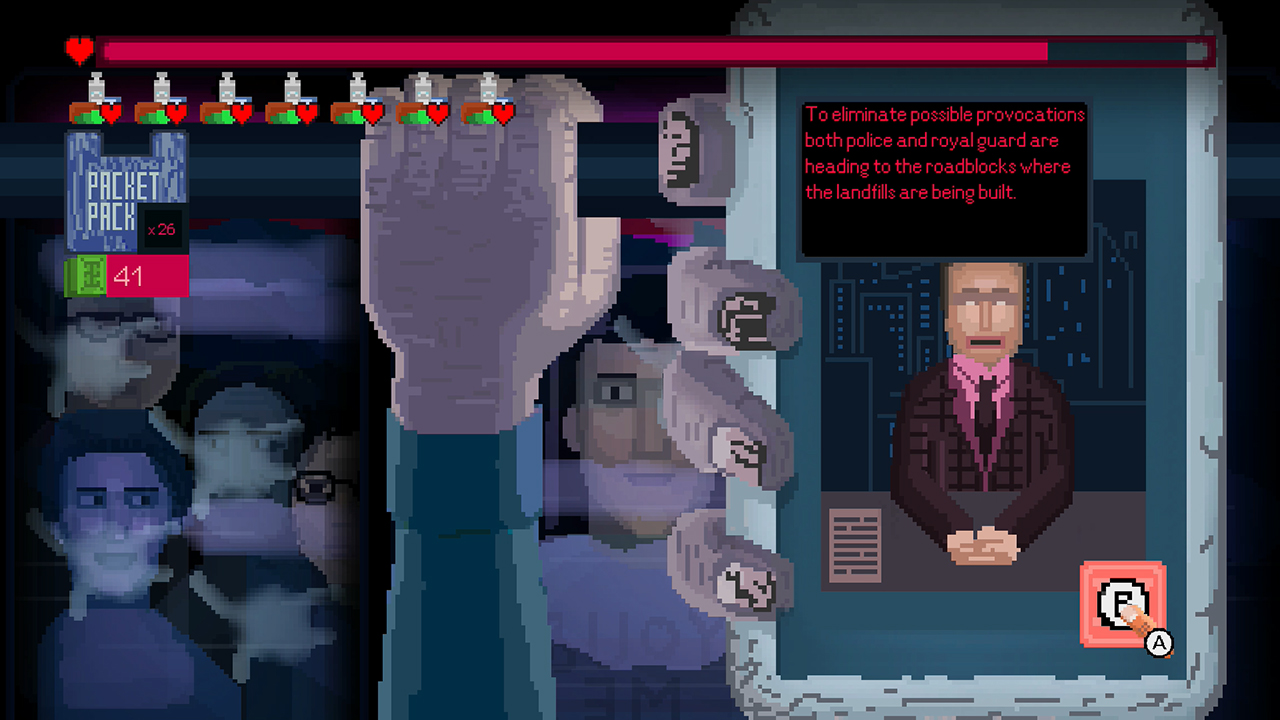 To eliminate possible provocations
both police and royal guard are
heading to the roadblocks where
the landfills are being built.
PACKET
PACK
x26
41
P
A